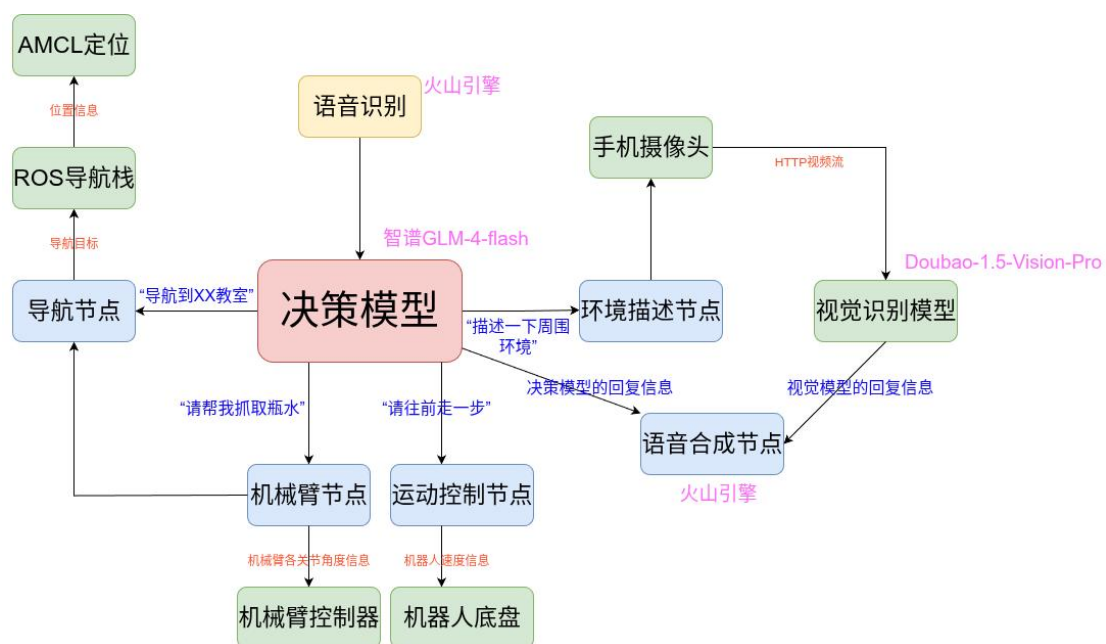 AMCL定位
火山引擎
语音识别
位置信息
手机摄像头
ROS导航栈
HTTP视频流
导航目标
智谱GLM-4-flash
Doubao-1.5-Vision-Pro
导航节点
“导航到XX教室”
决策模型
“描述一下周围
环境”
环境描述节点
视觉识别模型
决策模型的回复信息
视觉模型的回复信息
“请帮我抓取瓶水”
“请往前走一步”
语音合成节点
火山引擎
机械臂节点
运动控制节点
机械臂各关节角度信息
机器人速度信息
机械臂控制器
机器人底盘